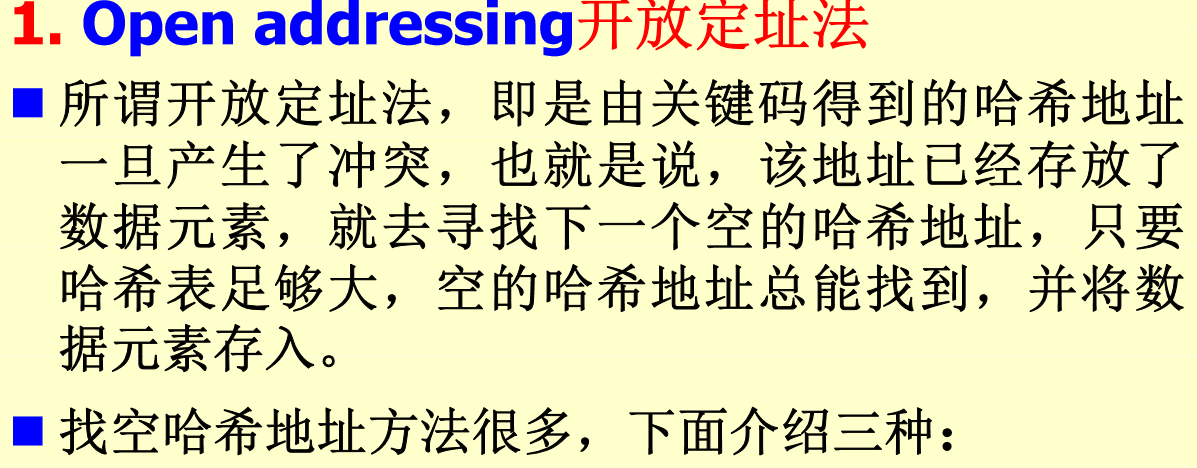 1. Open addressing开放定址法
所谓开放定址法，即是由关键码得到的哈希地址
一旦产生了冲突，也就是说，该地址已经存放了
数据元素，就去寻找下一个空的哈希地址，只要
哈希表足够大，空的哈希地址总能找到，并将数
据元素存入。
找空哈希地址方法很多，下面介绍三种：